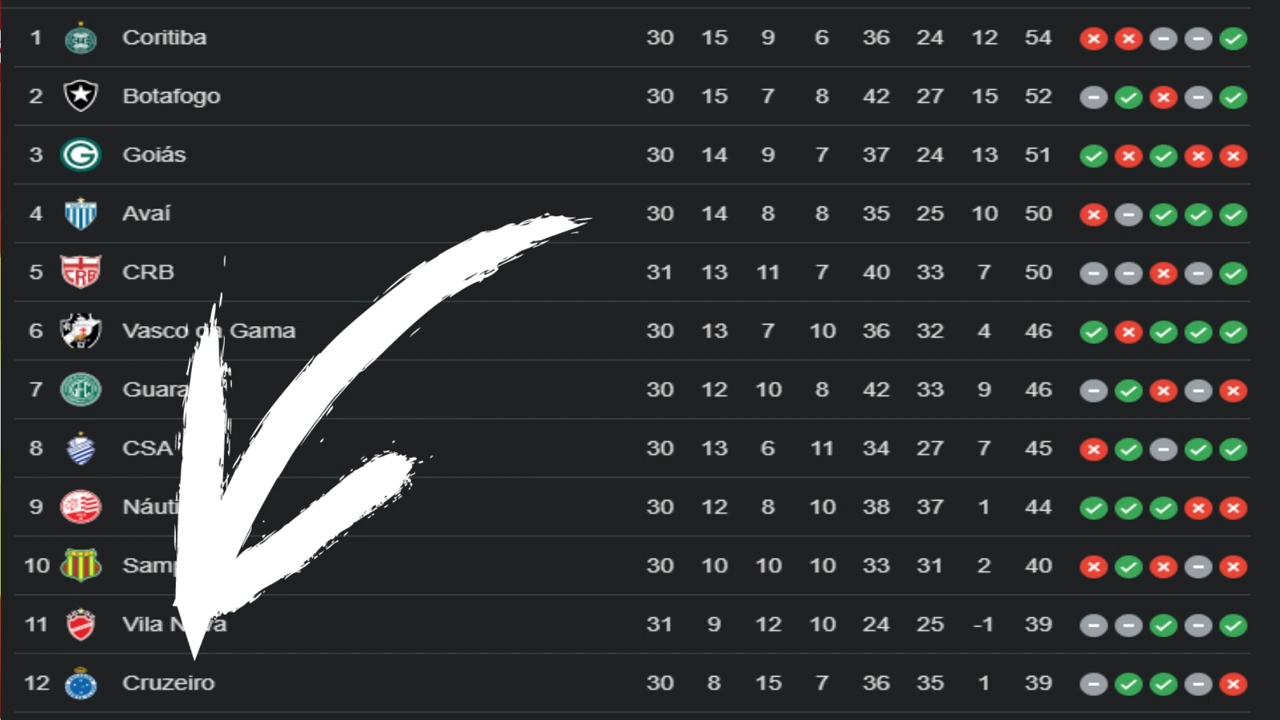 1 Coritiba 30 15 9 6 36 24 12 54
2 Botafogo 30 15 7 8 42 27 15 52
3 Goiás 30 14 9 7 37 24 13 51
4 Avaí 30 14 8 8 35 25 10 50
5 CRB 31 13 11 7 40 33 7 50
6 Vasco da Gama 30 13 7 10 36 32 4 46
7 30 12 10 8 42 33 9 46
8 CSA 30 13 6 11 34 27 7 45
9 30 12 8 10 38 37 1 44
10 30 10 10 10 33 31 2 40
11 Vila Nova 31 9 12 10 24 25 -1 39
12 Cruzeiro 30 8 15 7 36 35 1 39